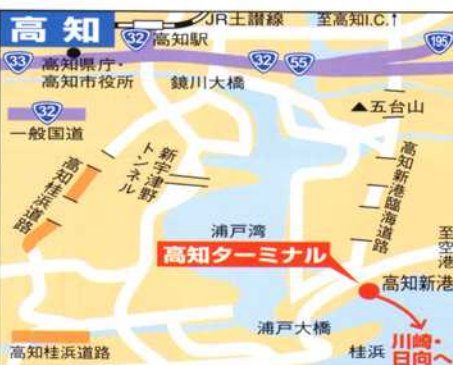 高知
JR土讃線
至高知I.C.↑
32
高知駅
195
33
高知県庁・
高知市役所
鏡川大橋
32
55
32
一般国道
▲五台山
新宇津野
トンネル
高知桂浜道路
高知新港臨海道路
浦戸湾
至空港
高知ターミナル
高知新港
浦戸大橋
川崎・
日向へ
高知桂浜道路
桂浜